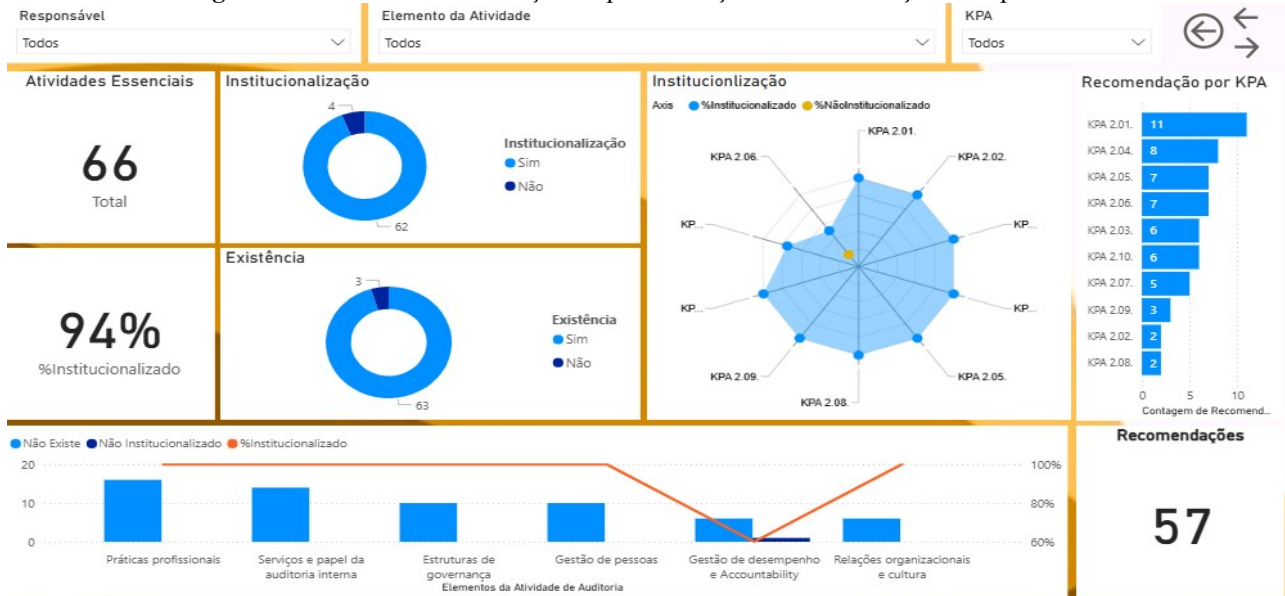 Responsável
Todos
Elemento da Atividade
Todos
KPA
Todos
Atividades Essenciais
66
Total
94%
%Institucionalizado
Institucionalização
4
62
Institucionalização
Sim
Não
Existência
3
63
Existência
Sim
Não
Institucionlização
Axis %Institucionalizado %NãoInstitucionalizado
KPA 2.01.
KPA 2.02.
KP...
KP...
KPA 2.05.
KPA 2.08.
KPA 2.09.
KP...
KP...
KPA 2.06.
Recomendação por KPA
KPA 2.01. 11
KPA 2.04. 8
KPA 2.05. 7
KPA 2.06. 7
KPA 2.03. 6
KPA 2.10. 6
KPA 2.07. 5
KPA 2.09. 3
KPA 2.02. 2
KPA 2.08. 2
0 5 10
Contagem de Recomend...
Não Existe Não Institucionalizado %Institucionalizado
20
10
0
100%
80%
60%
Práticas profissionais
Serviços e papel da
auditoria interna
Estruturas de
governança
Gestão de pessoas
Gestão de desempenho
e Accountability
Relações organizacionais
e cultura
Elementos da Atividade de Auditoria
Recomendações
57